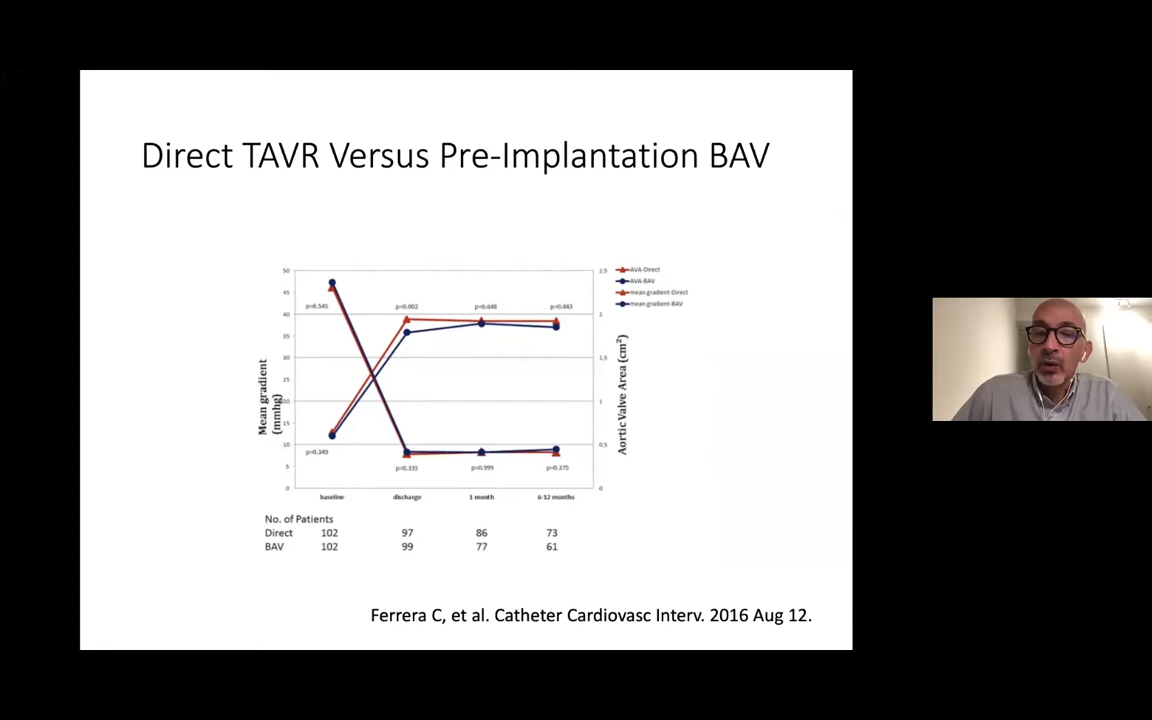 Direct TAVR Versus Pre-Implantation BAV
50
45
40
35
30
25
20
15
10
5
0
Mean gradient
(mmhg)
2,5
2
1,5
1
0,5
0
Aortic Valve Area (cm²)
AVA-Direct
AVA-BAV
mean gradient-Direct
mean gradient-BAV
p=0.545 p=0.002 p=0.648 p=0.443
p=0.349
p=0.335 p=0.999 p=0.375
baseline discharge 1 month 6-12 months
No. of Patients
Direct 102 97 86 73
BAV 102 99 77 61
Ferrera C, et al. Catheter Cardiovasc Interv. 2016 Aug 12.